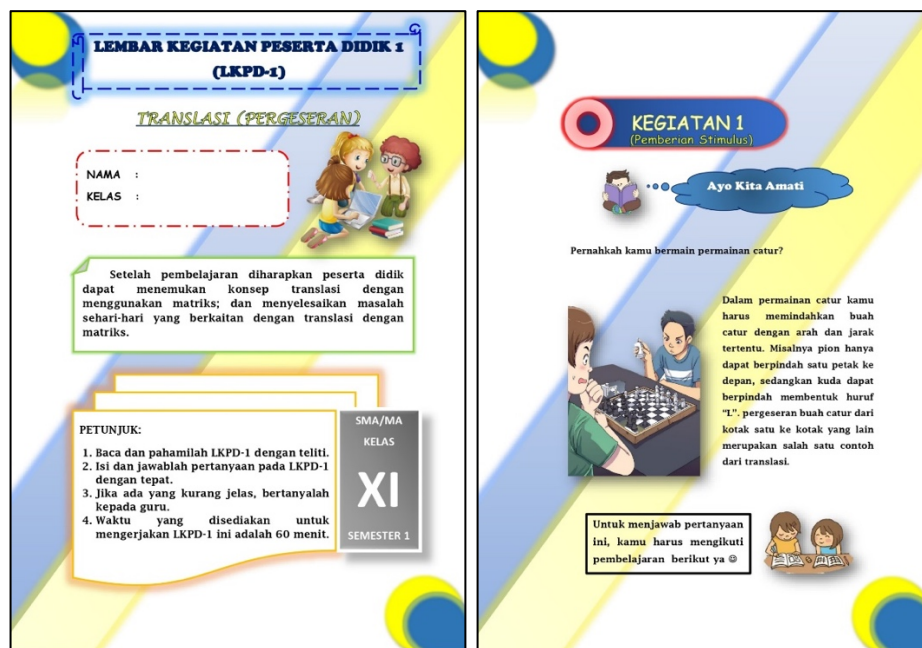 LEMBAR KEGIATAN PESERTA DIDIK 1
(LKPD-1)
TRANSLASI (PERGESERAN)
NAMA :
KELAS :
Setelah pembelajaran diharapkan peserta didik
dapat menemukan konsep translasi dengan
menggunakan matriks; dan menyelesaikan masalah
sehari-hari yang berkaitan dengan translasi dengan
matriks.
PETUNJUK:
1. Baca dan pahamilah LKPD-1 dengan teliti.
2. Isi dan jawablah pertanyaan pada LKPD-1
dengan tepat.
3. Jika ada yang kurang jelas, bertanyalah
kepada guru.
4. Waktu yang disediakan untuk
mengerjakan LKPD-1 ini adalah 60 menit.
SMA/MA
KELAS
XI
SEMESTER 1
KEGIATAN 1
(Pemberian Stimulus)
Ayo Kita Amati
Pernahkah kamu bermain permainan catur?
Dalam permainan catur kamu
harus memindahkan buah
catur dengan arah dan jarak
tertentu. Misalnya pion hanya
dapat berpindah satu petak ke
depan, sedangkan kuda dapat
berpindah membentuk huruf
“L”. pergeseran buah catur dari
kotak satu ke kotak yang lain
merupakan salah satu contoh
dari translasi.
Untuk menjawab pertanyaan
ini, kamu harus mengikuti
pembelajaran berikut ya ☺